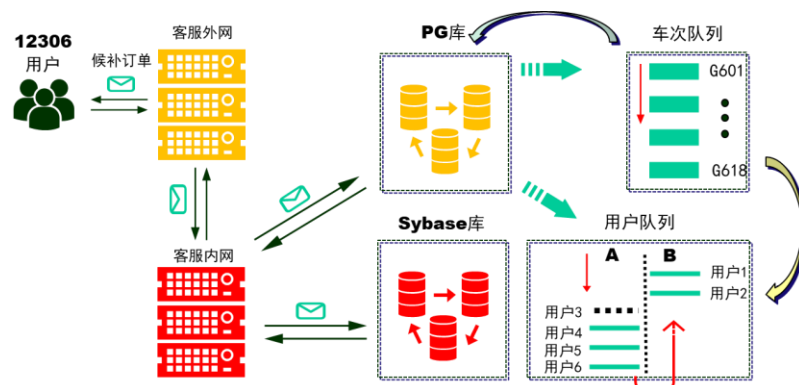 12306
用户
候补订单
客服外网
客服内网
PG库
Sybase库
车次队列
G601
G618
用户队列
A
B
用户1
用户2
用户3
用户4
用户5
用户6